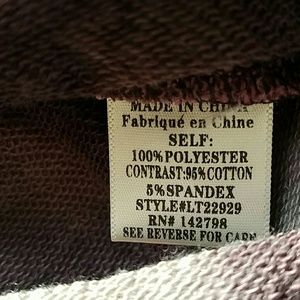 MADE IN CHINA
Fabriqué en Chine
SELF:
100%POLYESTER
CONTRAST:95%COTTON
5%SPANDEX
STYLE#LT22929
RN# 142798
SEE REVERSE FOR CARE